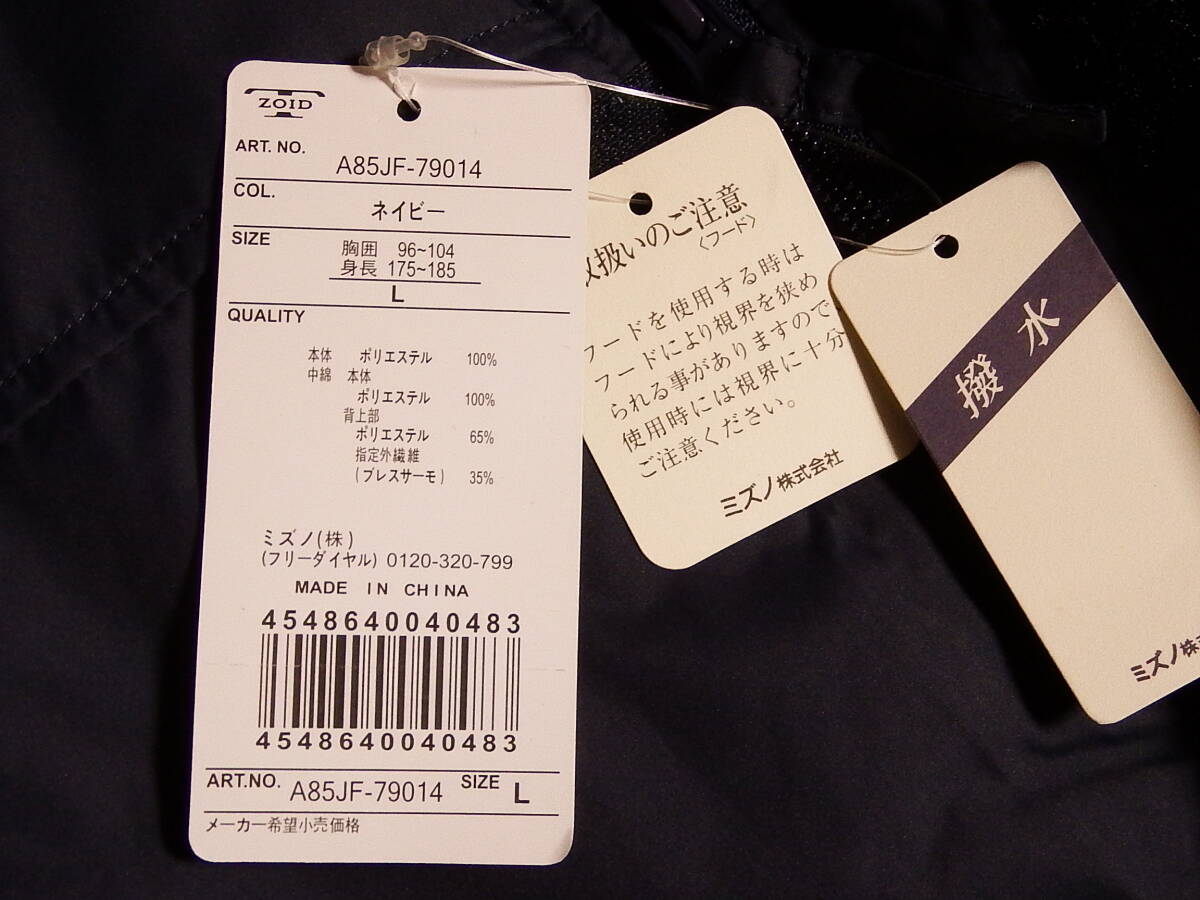 ZOID
ART. NO.
A85JF-79014
COL.
ネイビー
SIZE
胸囲 96~104
身長 175~185
L
QUALITY
本体 ポリエステル 100%
中綿 本体
ポリエステル 100%
背上部
ポリエステル 65%
指定外繊維
(ブレスサーモ) 35%
ミズノ(株)
(フリーダイヤル) 0120-320-799
MADE IN CHINA
4548640040483
4548640040483
ART.NO. A85JF-79014 SIZE L
メーカー希望小売価格
扱いのご注意
〈フード〉
フードを使用する時は
フードにより視界を狭め
られる事がありますので、
使用時には視界に十分
ご注意ください。
ミズノ株式会社
撥水
ミズノ株